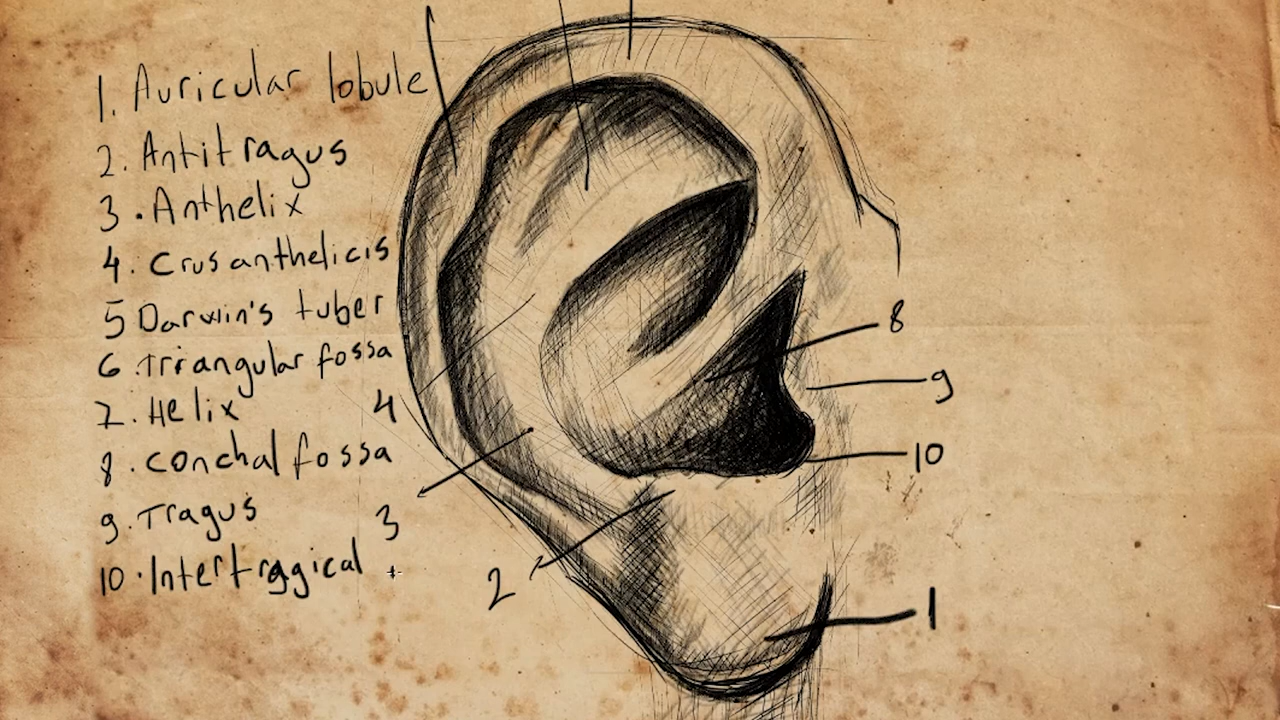 1. Auricular lobule
2. Antitragus
3. Anthelix
4. Crus anthelicis
5 Darwin's tuber
6. Triangular fossa
7. Helix
8. Conchal fossa
9. Tragus
10. Intertragical
8
9
10
4
3
2
1